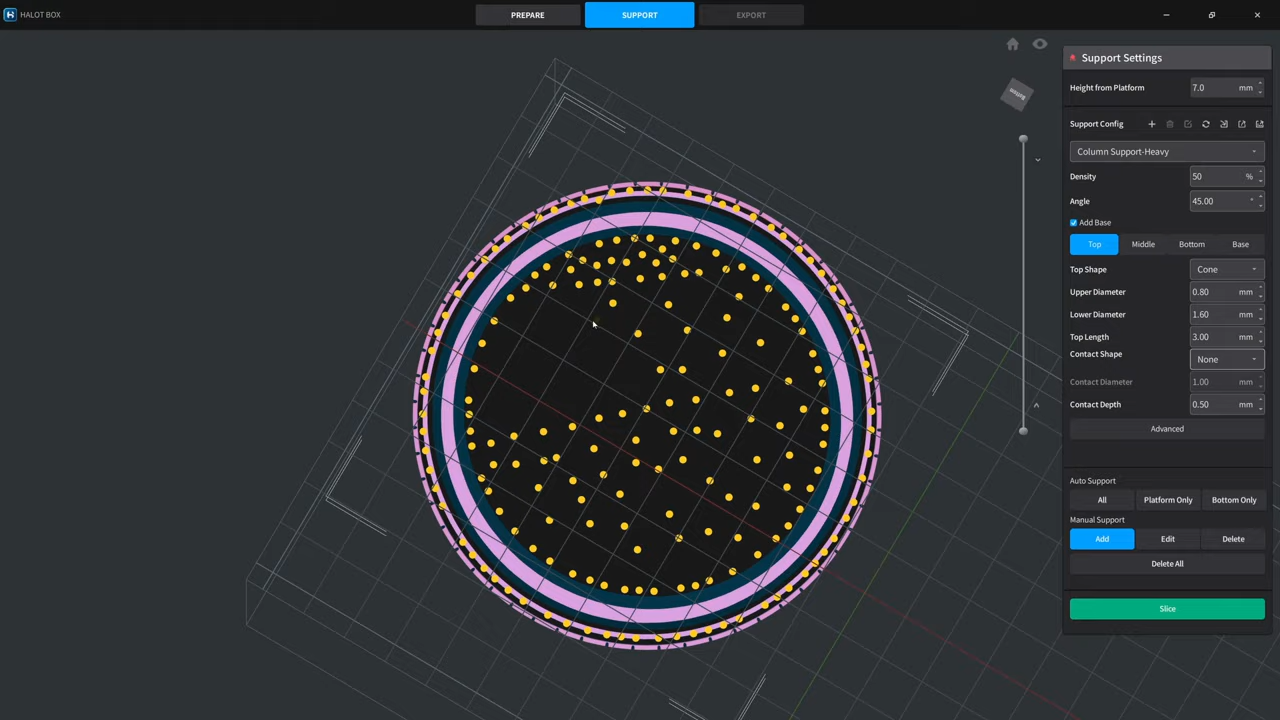 HALOT BOX
PREPARE
SUPPORT
EXPORT
Support Settings
Height from Platform 7.0 mm
Support Config
Column Support-Heavy
Density 50 %
Angle 45.00 °
Add Base
Top Middle Bottom Base
Top Shape Cone
Upper Diameter 0.80 mm
Lower Diameter 1.60 mm
Top Length 3.00 mm
Contact Shape None
Contact Diameter 1.00 mm
Contact Depth 0.50 mm
Advanced
Auto Support
All Platform Only Bottom Only
Manual Support
Add Edit Delete
Delete All
Slice